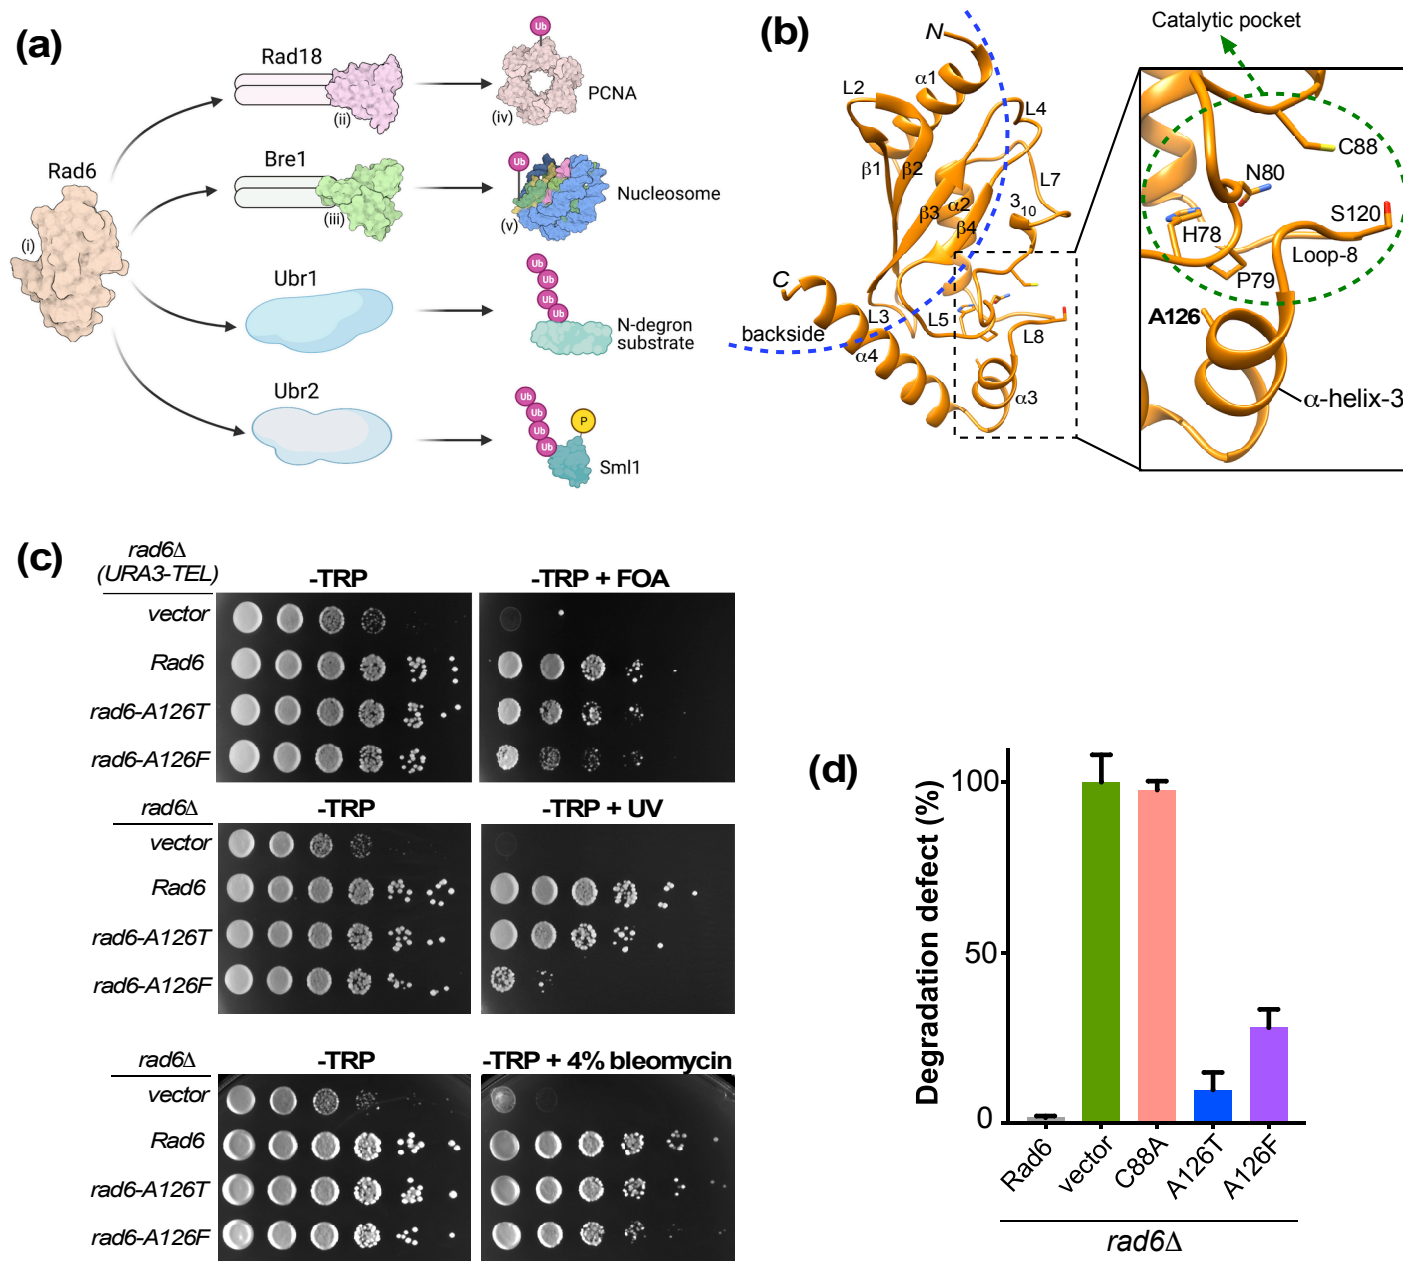 (a)
Rad6
(i)
Rad18
(ii)
Ub
PCNA
(iv)
Bre1
(iii)
Ub
Nucleosome
(v)
Ubr1
Ub
Ub
Ub
Ub
N-degron
substrate
Ubr2
Ub
Ub
Ub
Ub
P
Sml1
(b)
N
α1
L2
L4
β1
β2
L7
β3
α2
β4
3₁₀
C
L3
L5
backside
α4
L8
α3
Catalytic pocket
C88
N80
S120
H78
Loop-8
P79
A126
α-helix-3
(c)
rad6Δ
(URA3-TEL)
-TRP
-TRP + FOA
vector
Rad6
rad6-A126T
rad6-A126F
rad6Δ
-TRP
-TRP + UV
vector
Rad6
rad6-A126T
rad6-A126F
rad6Δ
-TRP
-TRP + 4% bleomycin
vector
Rad6
rad6-A126T
rad6-A126F
(d)
Degradation defect (%)
100
50
0
Rad6
vector
C88A
A126T
A126F
rad6Δ